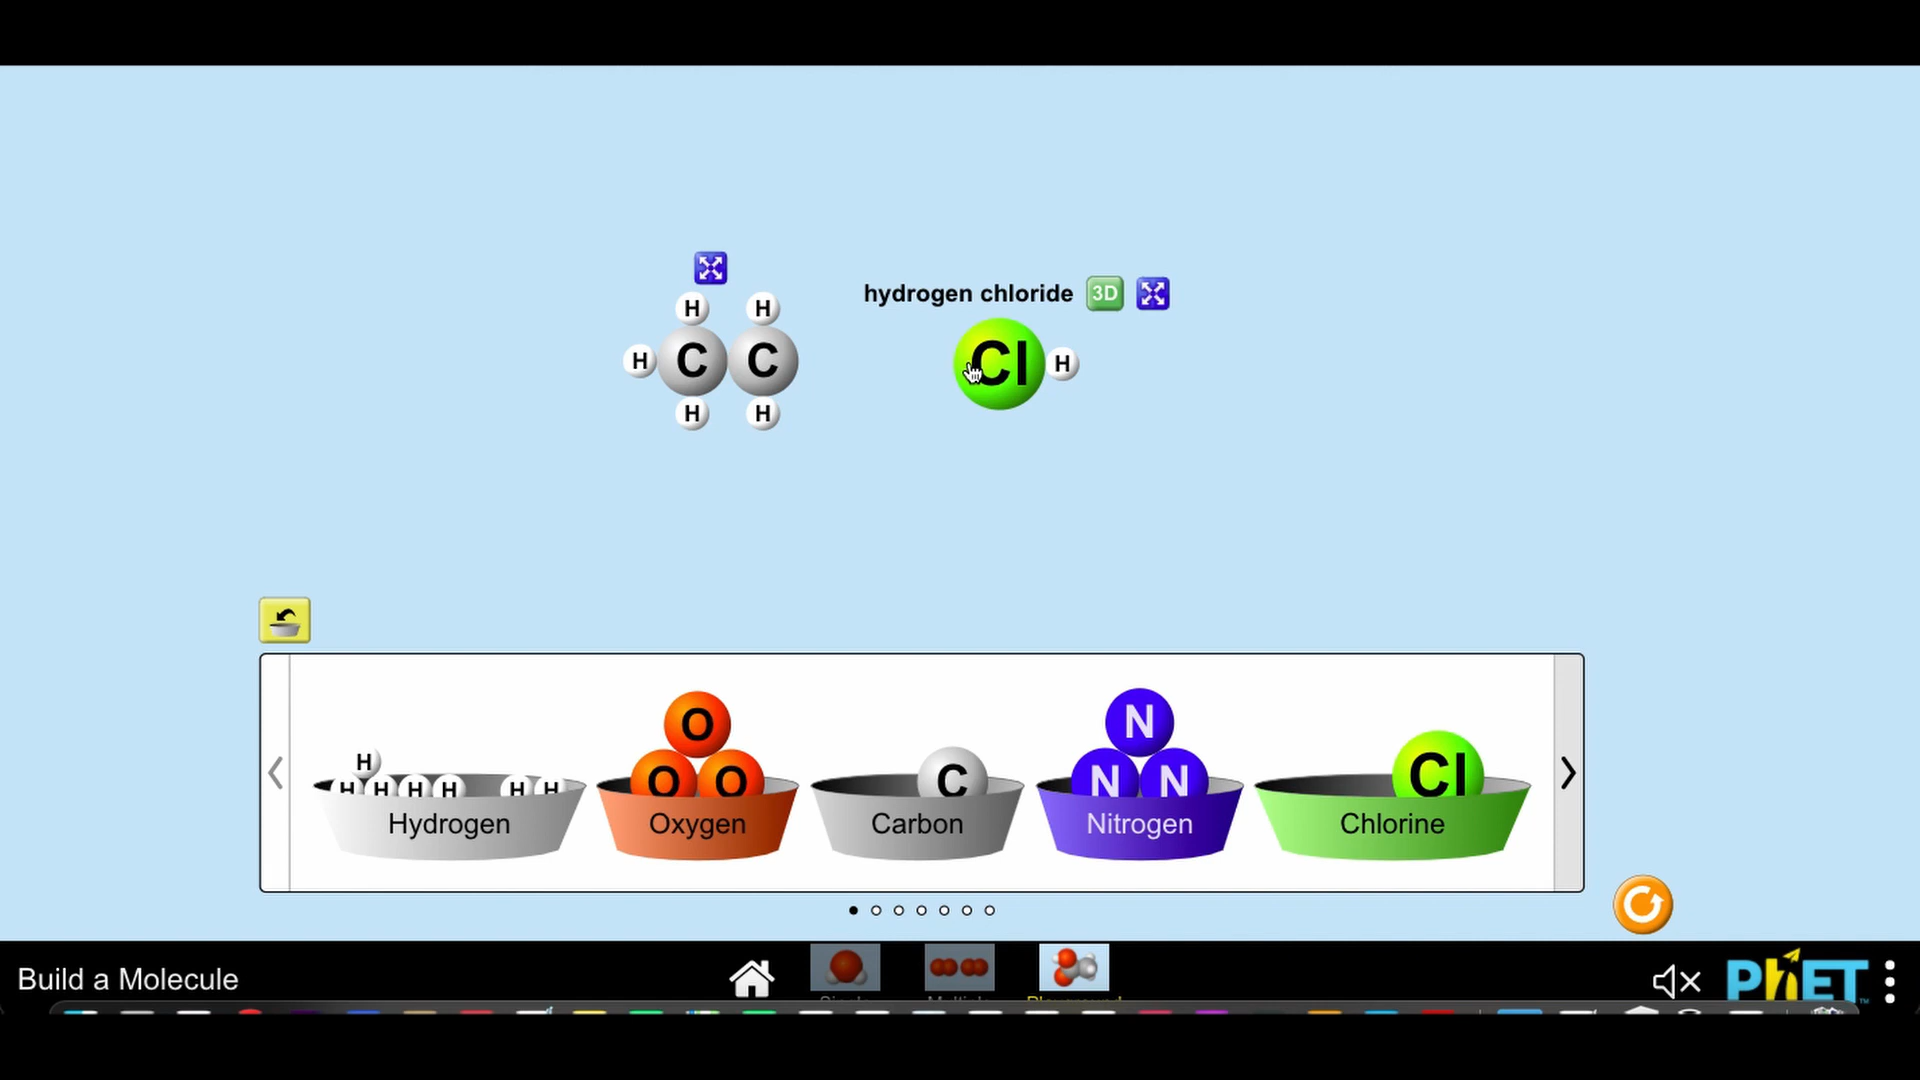 hydrogen chloride 3D
H H
H C C
H H
Cl H
H
H H H H H H
Hydrogen
O
O O
Oxygen
C
Carbon
N
N N
Nitrogen
Cl
Chlorine
Build a Molecule
PhET